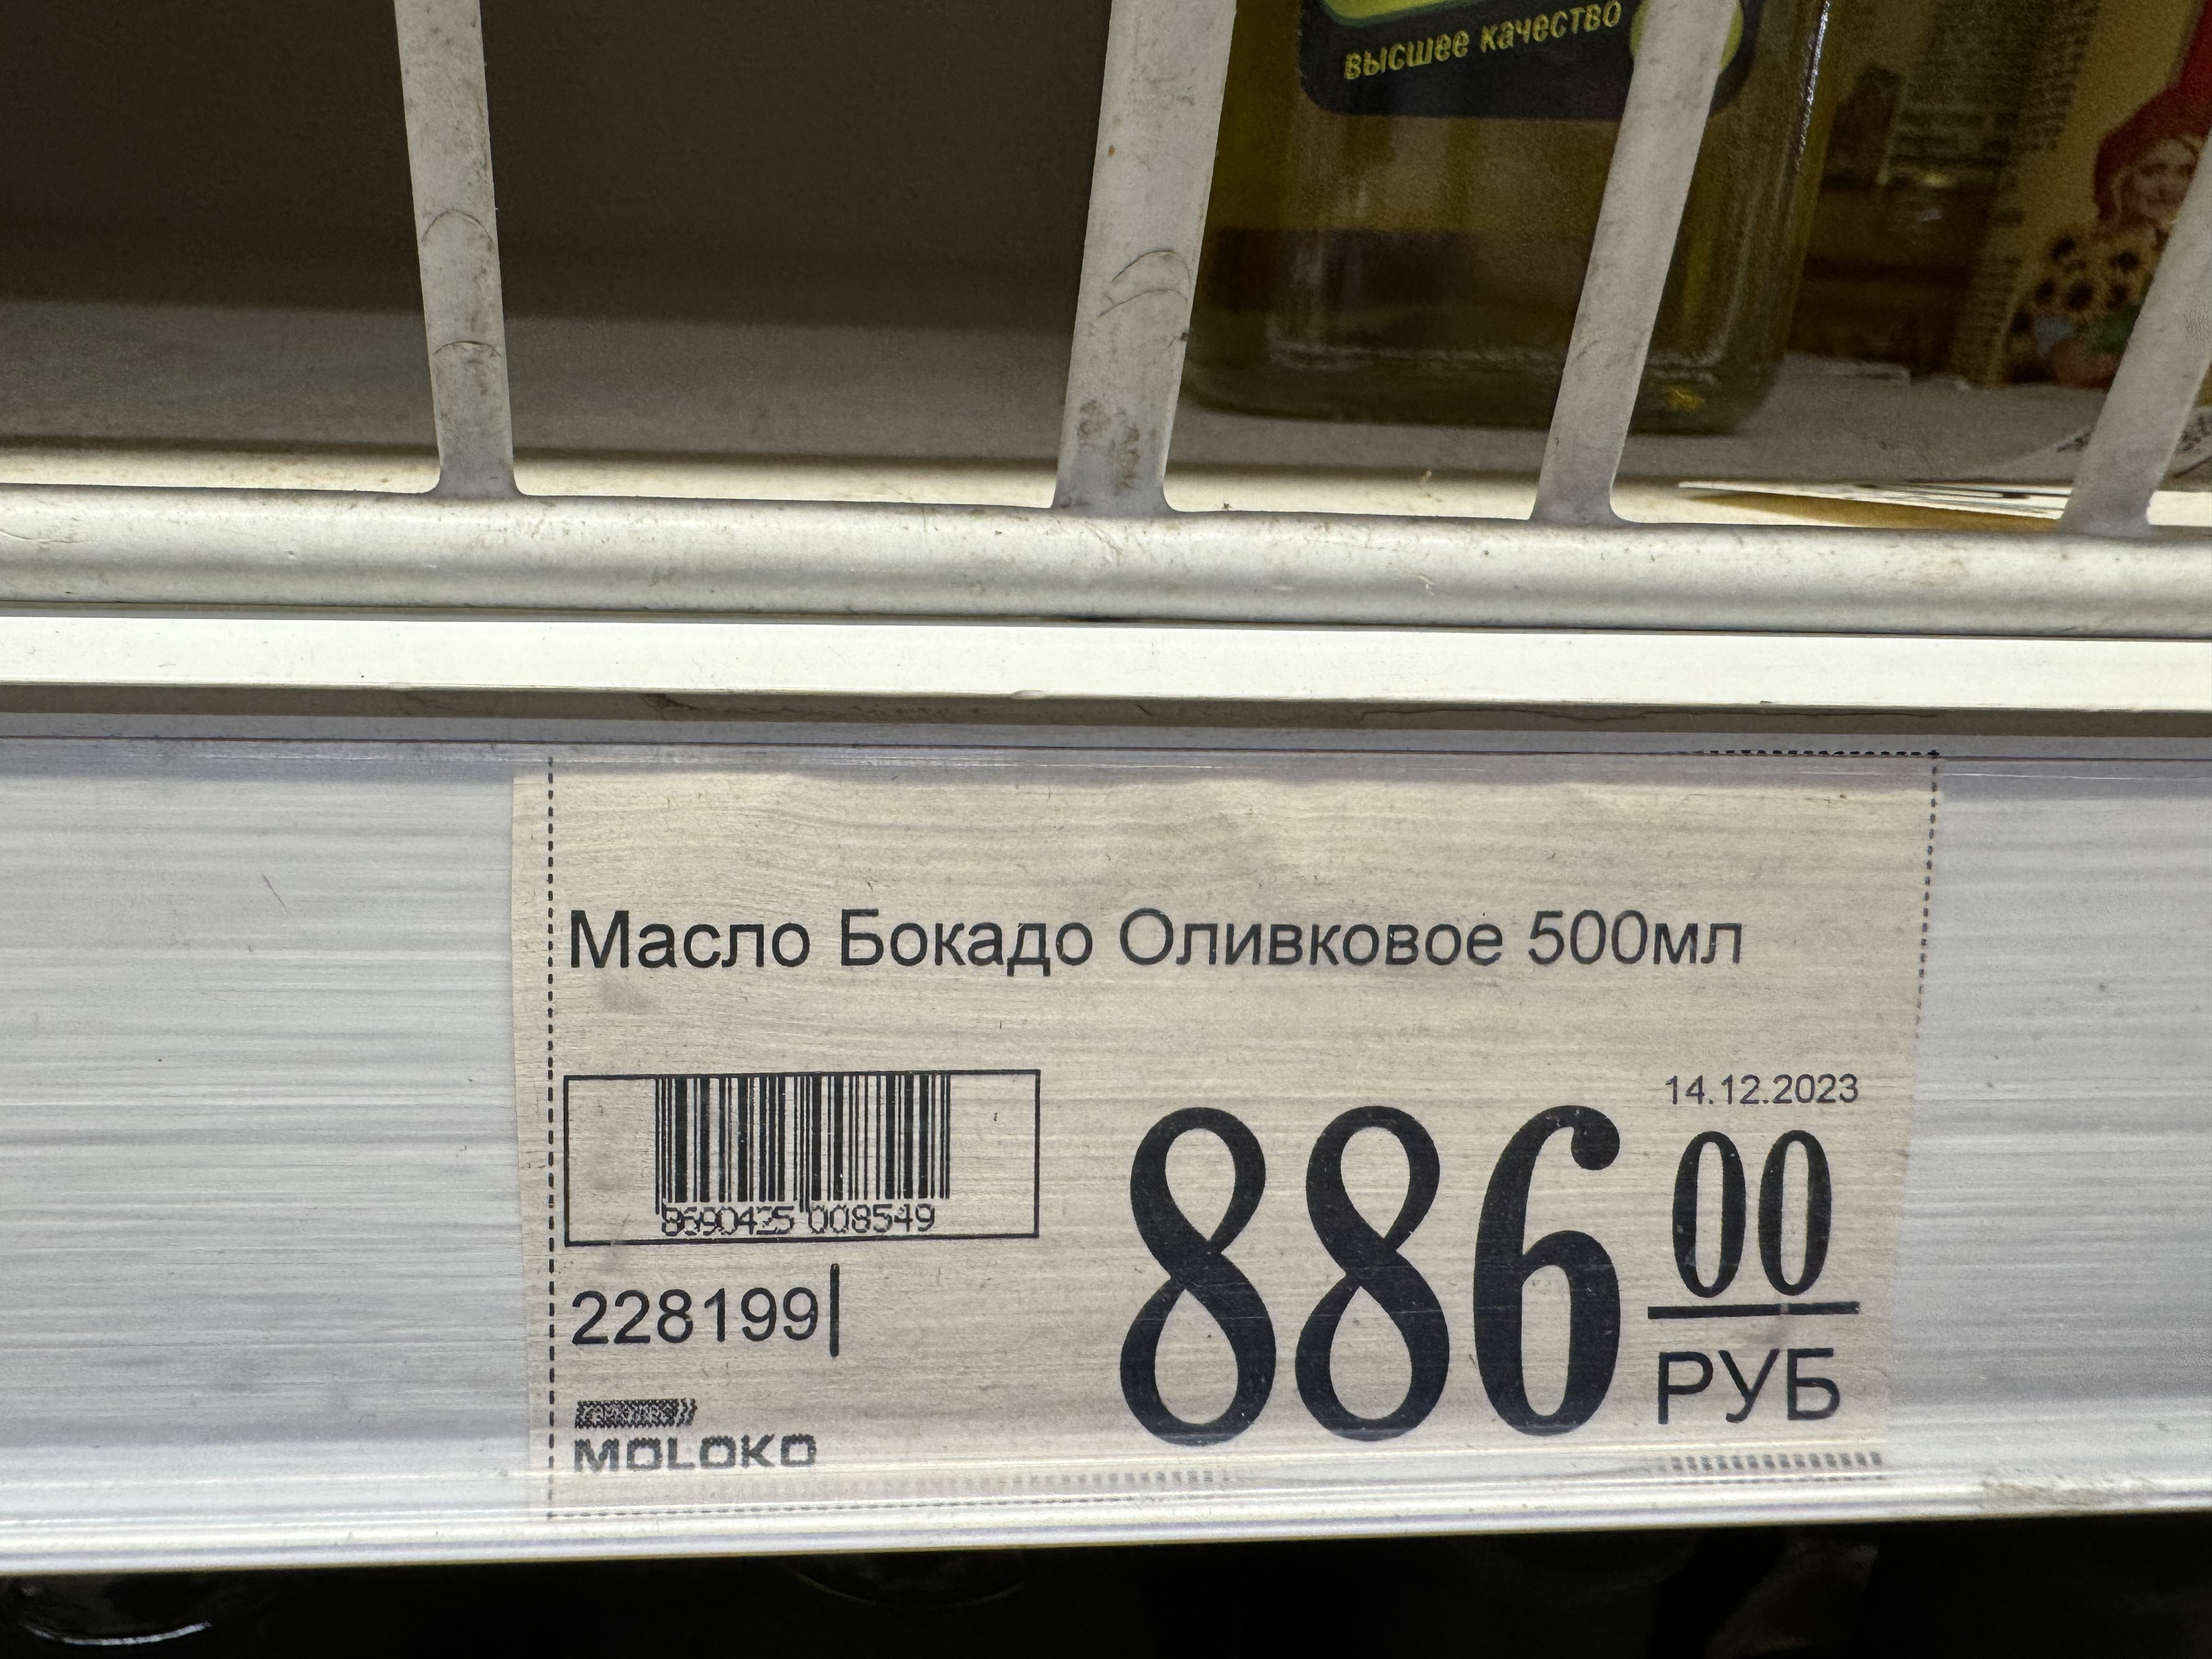 высшее качество
Масло Бокадо Оливковое 500мл
8690425 008549
14.12.2023
886 00
РУБ
228199
MOLOKO